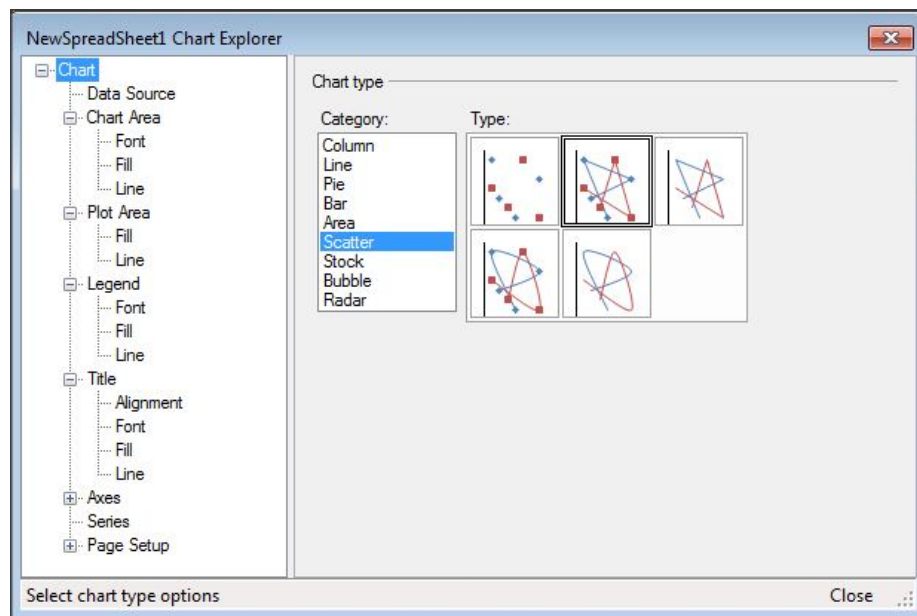 NewSpreadSheet1 Chart Explorer
Chart
Data Source
Chart Area
Font
Fill
Line
Plot Area
Fill
Line
Legend
Font
Fill
Line
Title
Alignment
Font
Fill
Line
Axes
Series
Page Setup
Chart type
Category:
Column
Line
Pie
Bar
Area
Scatter
Stock
Bubble
Radar
Type:
Select chart type options
Close